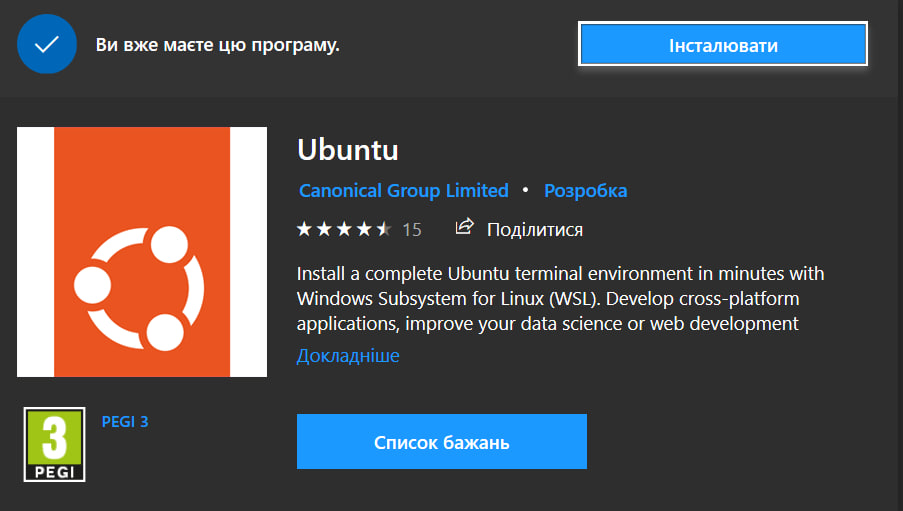 Ви вже маєте цю програму.
Інсталювати
Ubuntu
Canonical Group Limited • Розробка
15 Поділитися
Install a complete Ubuntu terminal environment in minutes with
Windows Subsystem for Linux (WSL). Develop cross-platform
applications, improve your data science or web development
Докладніше
3
PEGI
PEGI 3
Список бажань